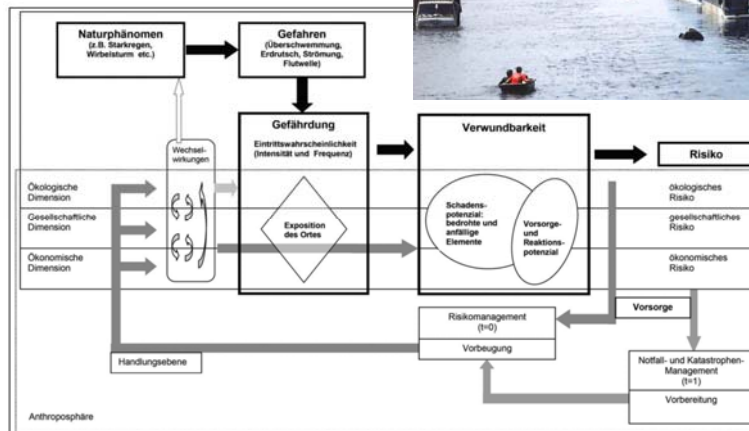 Naturphänomen
(z.B. Starkregen,
Wirbelsturm etc.)
Gefahren
(Überschwemmung,
Erdrutsch, Strömung,
Flutwelle)
Gefährdung
Eintrittswahrscheinlichkeit
(Intensität und Frequenz)
Verwundbarkeit
Risiko
Wechsel-
wirkungen
Ökologische
Dimension
Gesellschaftliche
Dimension
Ökonomische
Dimension
Exposition
des Ortes
Schadens-
potenzial:
bedrohte und
anfällige
Elemente
Vorsorge-
und
Reaktions-
potenzial
ökologisches
Risiko
gesellschaftliches
Risiko
ökonomisches
Risiko
Vorsorge
Risikomanagement
(t=0)
Vorbeugung
Handlungsebene
Notfall- und Katastrophen-
Management
(t=1)
Vorbereitung
Anthroposphäre